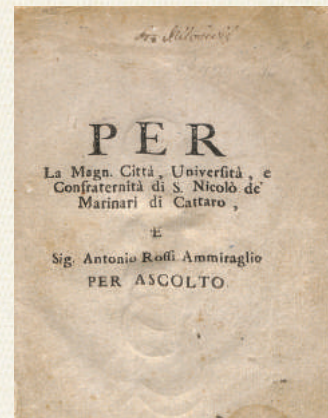 PER
La Magn. Città, Università, e
Confraternità di S. Nicolò de'
Marinari di Cattaro,
E
Sig. Antonio Rossi Ammiraglio
PER ASCOLTO